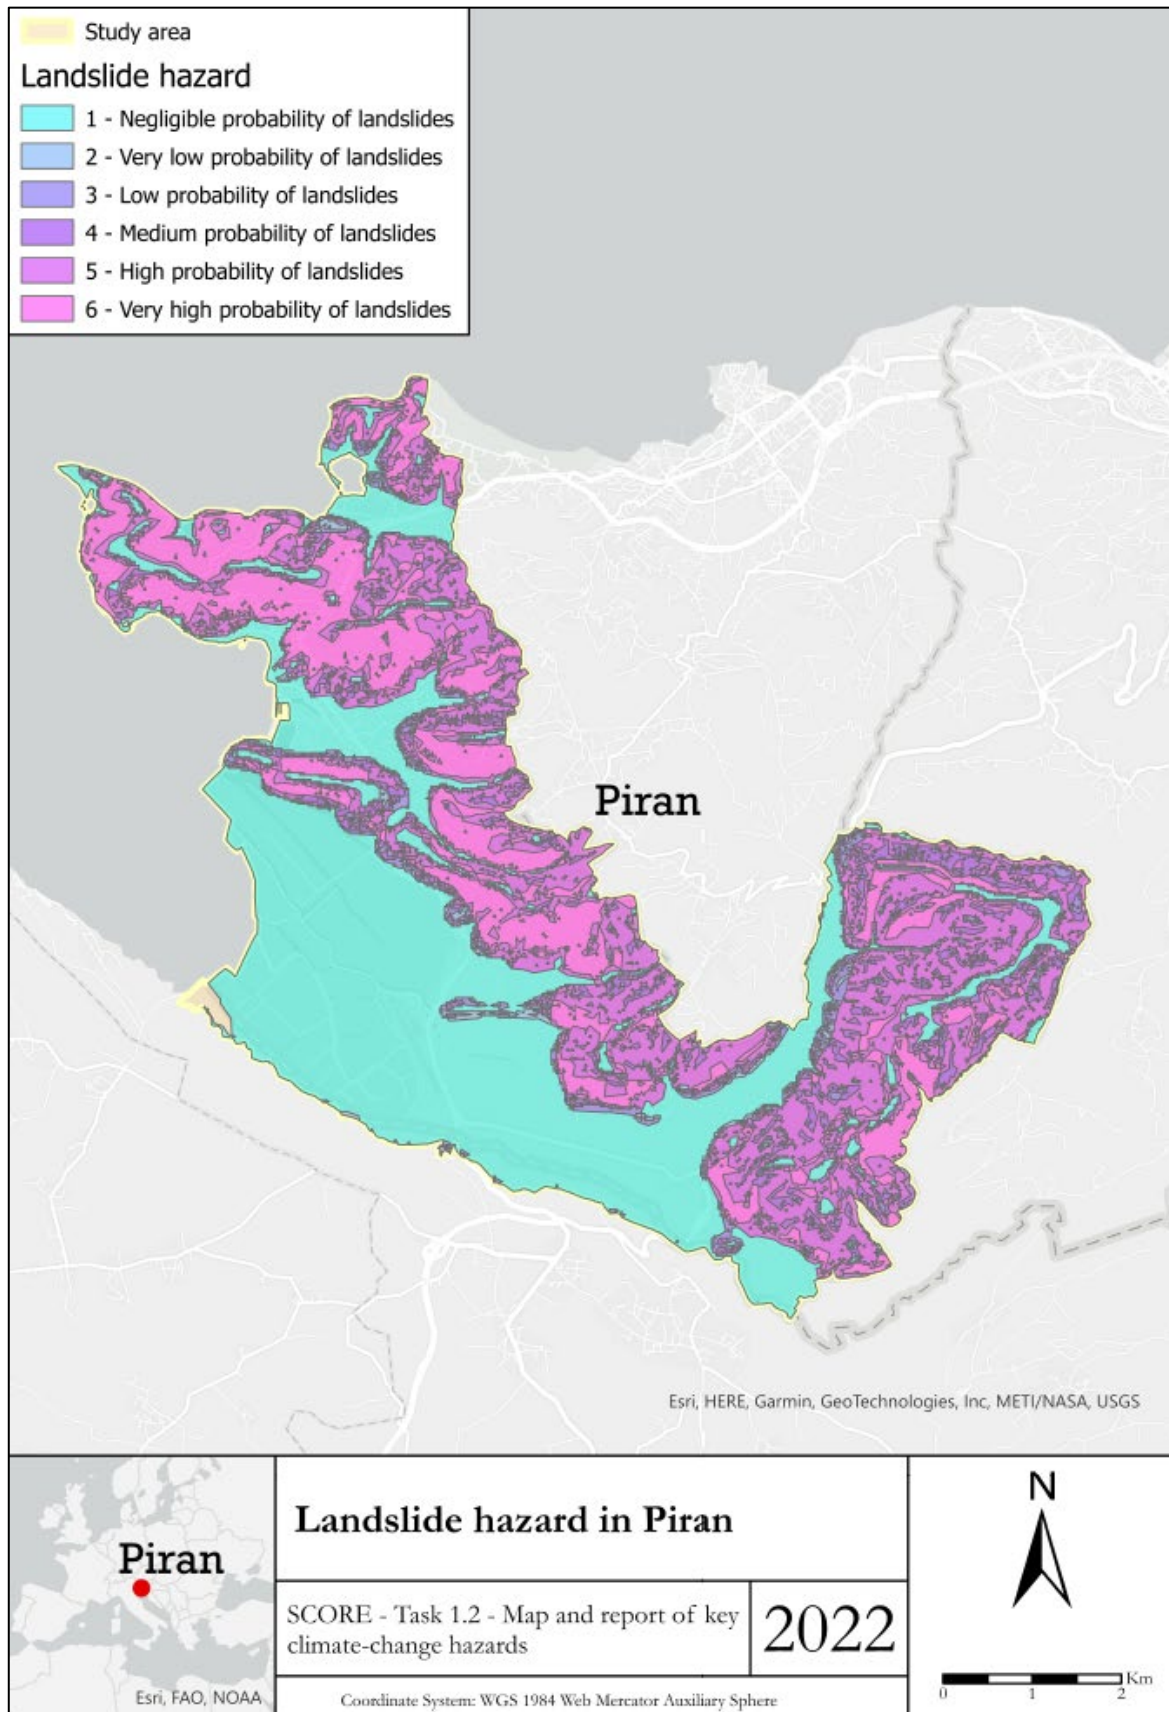 Study area
Landslide hazard
1 - Negligible probability of landslides
2 - Very low probability of landslides
3 - Low probability of landslides
4 - Medium probability of landslides
5 - High probability of landslides
6 - Very high probability of landslides
Piran
Esri, HERE, Garmin, GeoTechnologies, Inc, METI/NASA, USGS
Piran
Esri, FAO, NOAA
Landslide hazard in Piran
SCORE - Task 1.2 - Map and report of key
climate-change hazards
2022
Coordinate System: WGS 1984 Web Mercator Auxiliary Sphere
N
Km
0 1 2